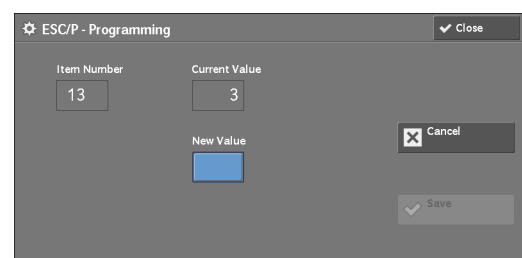 ESC/P - Programming
Close
Item Number
Current Value
13
3
New Value
Cancel
Save